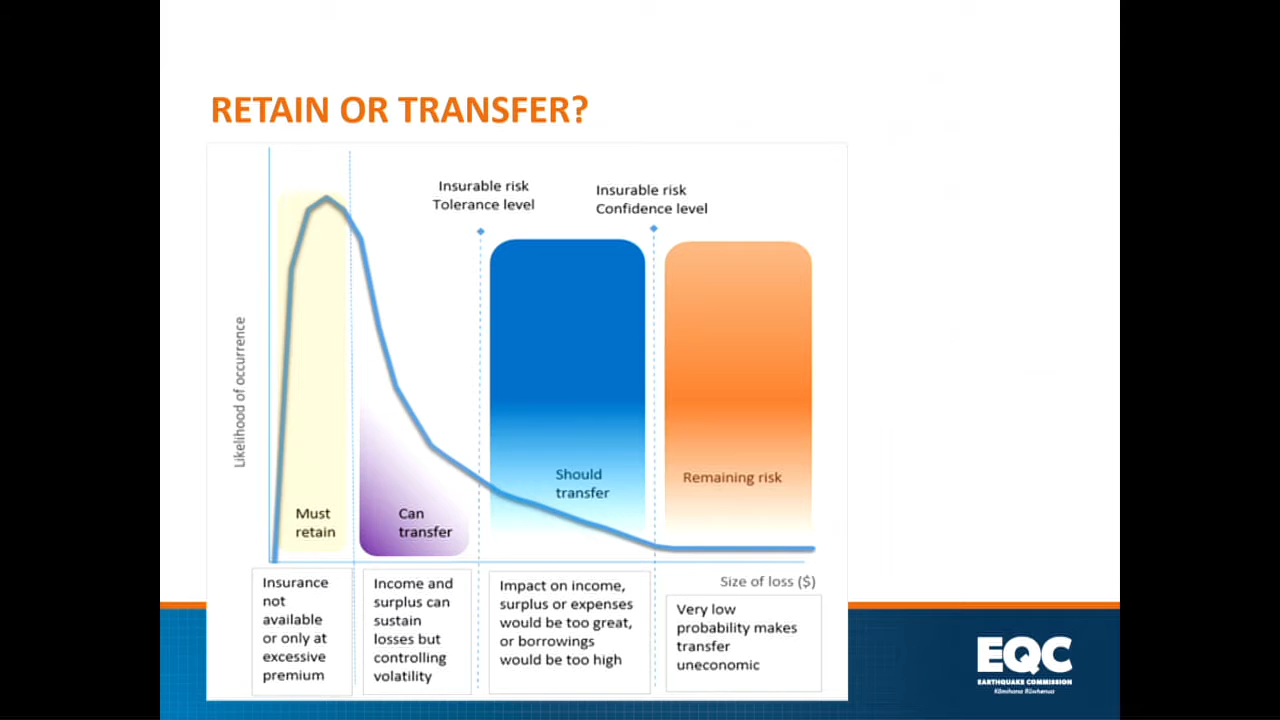 RETAIN OR TRANSFER?
Insurable risk
Tolerance level
Insurable risk
Confidence level
Likelihood of occurrence
Must
retain
Can
transfer
Should
transfer
Remaining risk
Size of loss ($)
Insurance
not
available
or only at
excessive
premium
Income and
surplus can
sustain
losses but
controlling
volatility
Impact on income,
surplus or expenses
would be too great,
or borrowings
would be too high
Very low
probability makes
transfer
uneconomic
EQC
EARTHQUAKE COMMISSION
Kōmihana Rūwhenua